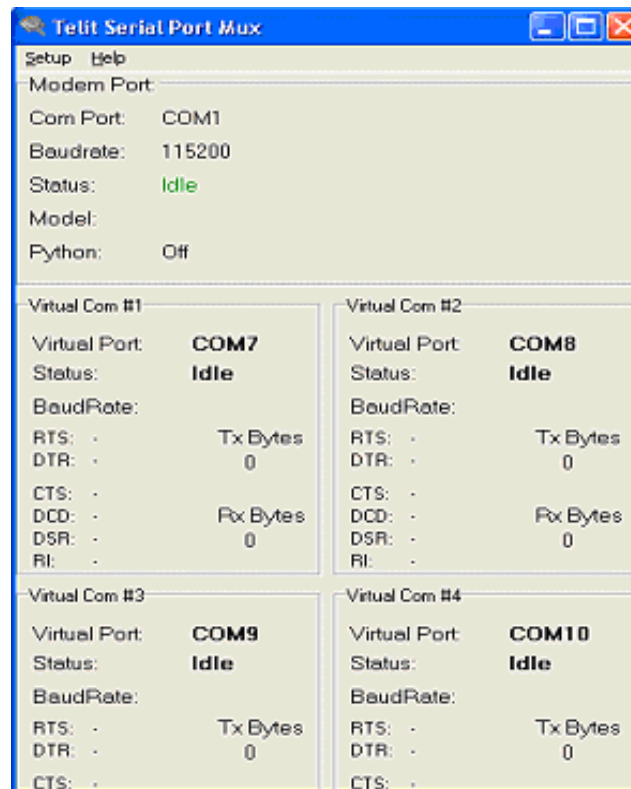 Telit Serial Port Mux
Setup Help
Modem Port
Com Port: COM1
Baudrate: 115200
Status: Idle
Model:
Python: Off
Virtual Com #1
Virtual Port COM7
Status: Idle
BaudRate:
RTS: - Tx Bytes
DTR: - 0
CTS: -
DCD: - Rx Bytes
DSR: - 0
RI: -
Virtual Com #2
Virtual Port COM8
Status: Idle
BaudRate:
RTS: - Tx Bytes
DTR: - 0
CTS: -
DCD: - Rx Bytes
DSR: - 0
RI: -
Virtual Com #3
Virtual Port COM9
Status: Idle
BaudRate:
RTS: - Tx Bytes
DTR: - 0
CTS: -
Virtual Com #4
Virtual Port COM10
Status: Idle
BaudRate:
RTS: - Tx Bytes
DTR: - 0
CTS: -